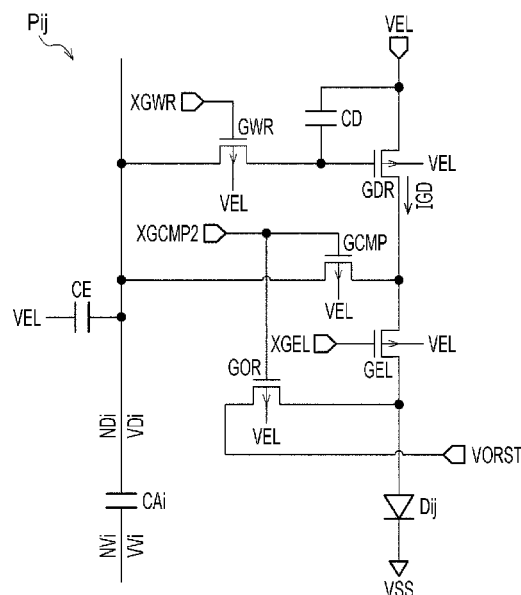 Pij
VEL
XGWR
GWR
CD
VEL
GDR
VEL
IGD
XGCMP2
GCMP
CE
VEL
VEL
XGEL
VEL
GEL
GOR
VEL
VORST
NDi
VDi
CAi
Dij
NVi
VVi
VSS